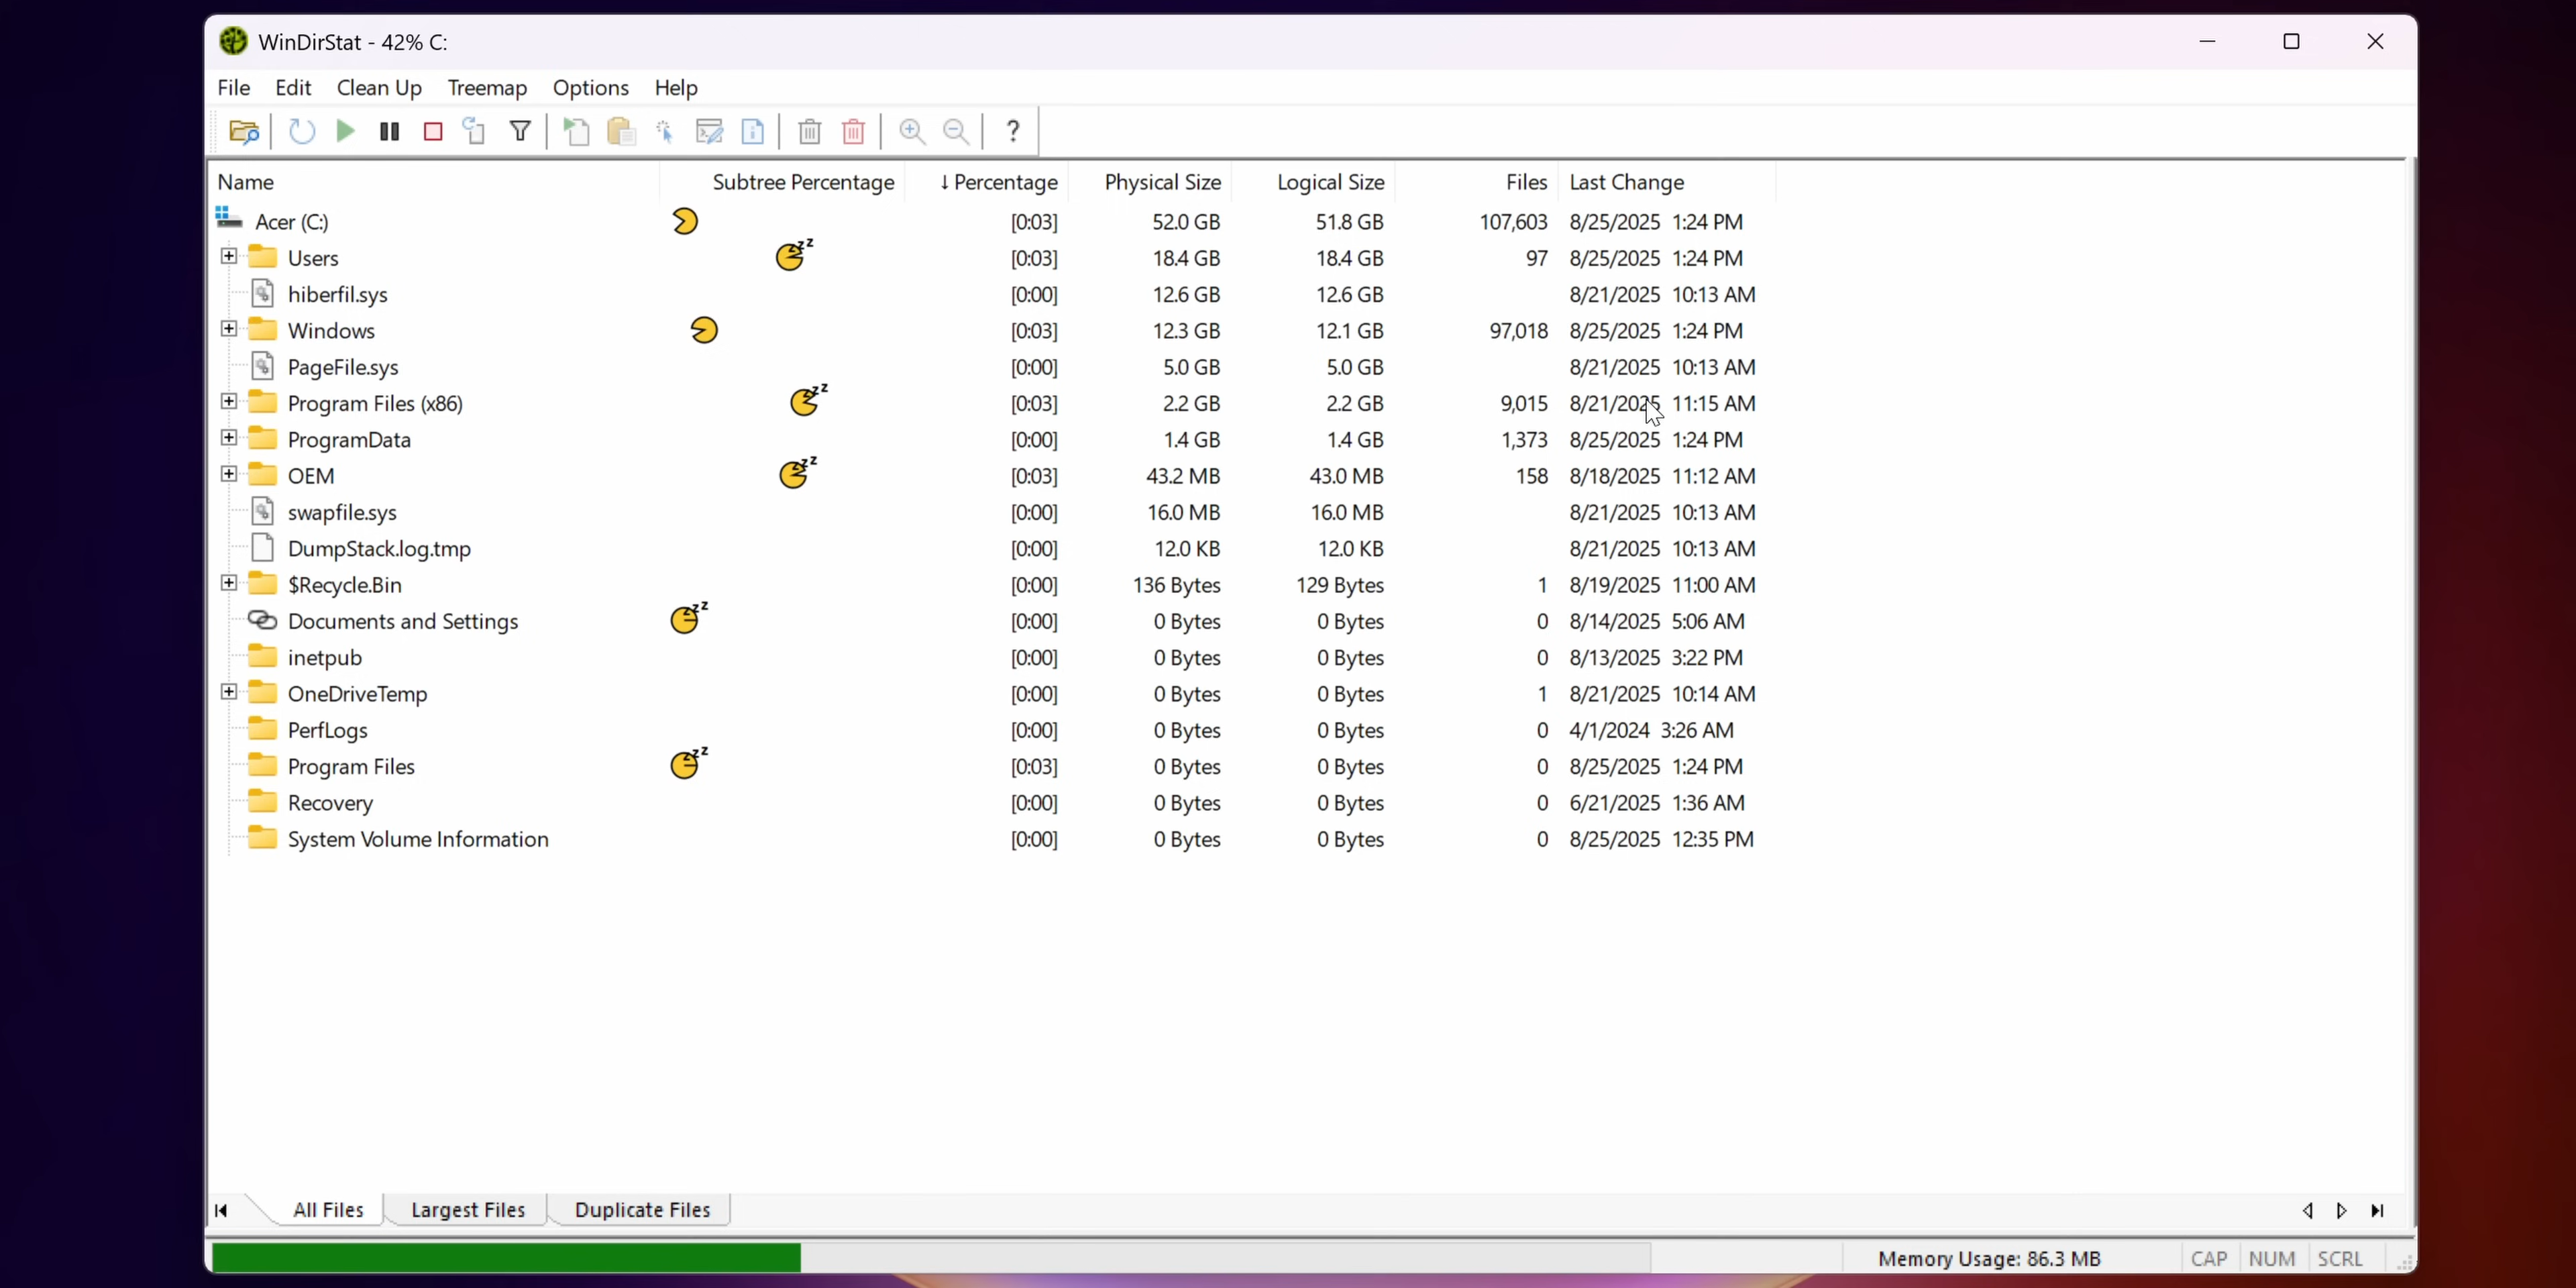 WinDirStat - 42% C:
File Edit Clean Up Treemap Options Help
?
Name Subtree Percentage ↓ Percentage Physical Size Logical Size Files Last Change
Acer (C:) [0:03] 52.0 GB 51.8 GB 107,603 8/25/2025 1:24 PM
Users zzz [0:03] 18.4 GB 18.4 GB 97 8/25/2025 1:24 PM
hiberfil.sys [0:00] 12.6 GB 12.6 GB 8/21/2025 10:13 AM
Windows [0:03] 12.3 GB 12.1 GB 97,018 8/25/2025 1:24 PM
PageFile.sys [0:00] 5.0 GB 5.0 GB 8/21/2025 10:13 AM
Program Files (x86) zzz [0:03] 2.2 GB 2.2 GB 9,015 8/21/2025 11:15 AM
ProgramData [0:00] 1.4 GB 1.4 GB 1,373 8/25/2025 1:24 PM
OEM zzz [0:03] 43.2 MB 43.0 MB 158 8/18/2025 11:12 AM
swapfile.sys [0:00] 16.0 MB 16.0 MB 8/21/2025 10:13 AM
DumpStack.log.tmp [0:00] 12.0 KB 12.0 KB 8/21/2025 10:13 AM
$Recycle.Bin [0:00] 136 Bytes 129 Bytes 1 8/19/2025 11:00 AM
Documents and Settings zzz [0:00] 0 Bytes 0 Bytes 0 8/14/2025 5:06 AM
inetpub [0:00] 0 Bytes 0 Bytes 0 8/13/2025 3:22 PM
OneDriveTemp [0:00] 0 Bytes 0 Bytes 1 8/21/2025 10:14 AM
PerfLogs [0:00] 0 Bytes 0 Bytes 0 4/1/2024 3:26 AM
Program Files zzz [0:03] 0 Bytes 0 Bytes 0 8/25/2025 1:24 PM
Recovery [0:00] 0 Bytes 0 Bytes 0 6/21/2025 1:36 AM
System Volume Information [0:00] 0 Bytes 0 Bytes 0 8/25/2025 12:35 PM
All Files Largest Files Duplicate Files
Memory Usage: 86.3 MB CAP NUM SCRL